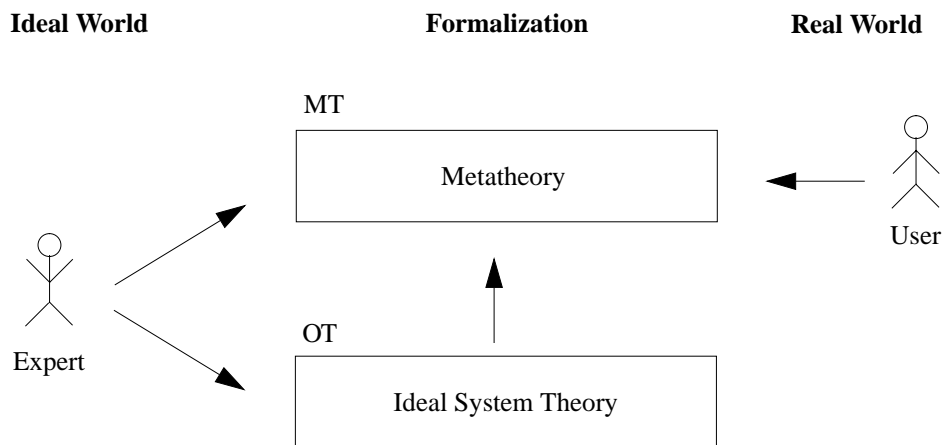 Ideal World
Formalization
Real World
MT
Metatheory
User
Expert
OT
Ideal System Theory